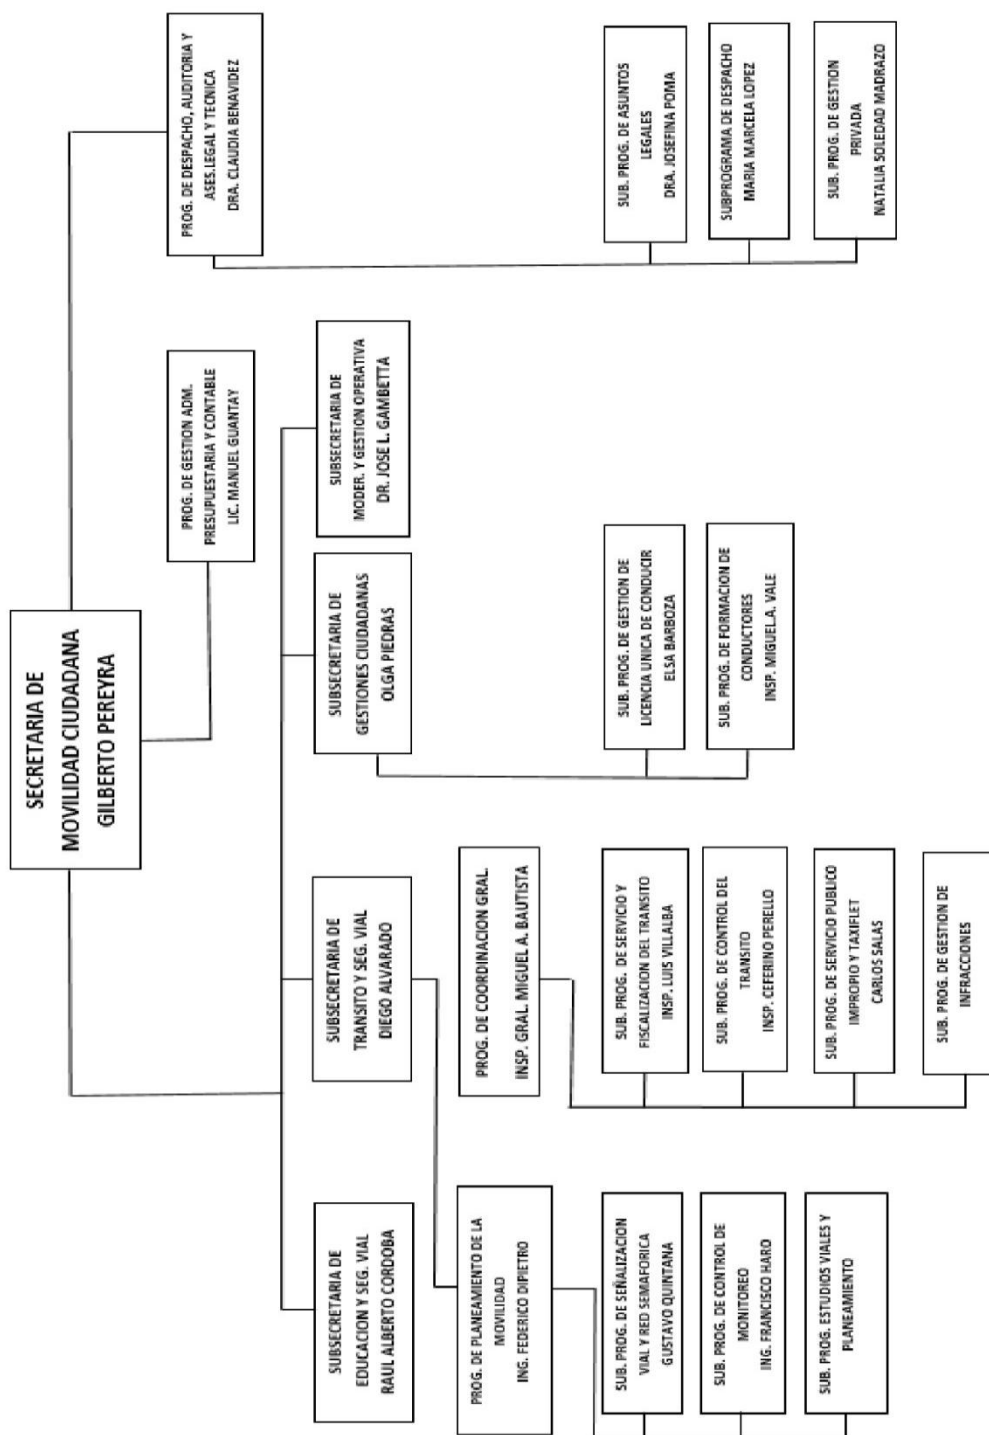 SECRETARIA DE
MOVILIDAD CIUDADANA
GILBERTO PEREYRA
PROG. DE GESTION ADM.
PRESUPUESTARIA Y CONTABLE
LIC. MANUEL GUANTAY
PROG. DE DESPACHO, AUDITORIA Y
ASES.LEGAL Y TECNICA
DRA. CLAUDIA BENAVIDEZ
SUBSECRETARIA DE
EDUCACION Y SEG. VIAL
RAUL ALBERTO CORDOBA
SUBSECRETARIA DE
TRANSITO Y SEG. VIAL
DIEGO ALVARADO
SUBSECRETARIA DE
GESTIONES CIUDADANAS
OLGA PIEDRAS
SUBSECRETARIA DE
MODER. Y GESTION OPERATIVA
DR. JOSE L. GAMBETTA
PROG. DE PLANEAMIENTO DE LA
MOVILIDAD
ING. FEDERICO DIPIETRO
PROG. DE COORDINACION GRAL.
INSP. GRAL. MIGUEL A. BAUTISTA
SUB. PROG. DE SEÑALIZACION
VIAL Y RED SEMAFORICA
GUSTAVO QUINTANA
SUB. PROG. DE SERVICIO Y
FISCALIZACION DEL TRANSITO
INSP. LUIS VILLALBA
SUB. PROG. DE GESTION DE
LICENCIA UNICA DE CONDUCIR
ELSA BARBOZA
SUB. PROG. DE ASUNTOS
LEGALES
DRA. JOSEFINA POMA
SUB. PROG. DE CONTROL DE
MONITOREO
ING. FRANCISCO HARO
SUB. PROG. DE CONTROL DEL
TRANSITO
INSP. CEFERINO PERELLO
SUB. PROG. DE FORMACION DE
CONDUCTORES
INSP. MIGUEL.A. VALE
SUBPROGRAMA DE DESPACHO
MARIA MARCELA LOPEZ
SUB. PROG. ESTUDIOS VIALES Y
PLANEAMIENTO
SUB. PROG. DE SERVICIO PUBLICO
IMPROPIO Y TAXIFLET
CARLOS SALAS
SUB. PROG. DE GESTION
PRIVADA
NATALIA SOLEDAD MADRAZO
SUB. PROG. DE GESTION DE
INFRACCIONES